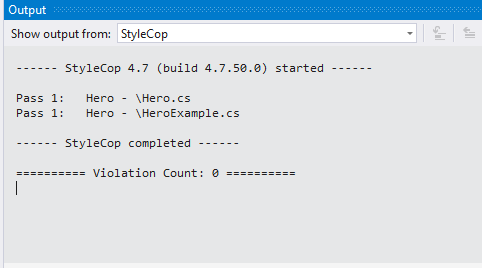 Output
Show output from: StyleCop
------ StyleCop 4.7 (build 4.7.50.0) started ------
Pass 1:   Hero - \Hero.cs
Pass 1:   Hero - \HeroExample.cs
------ StyleCop completed ------
========== Violation Count: 0 ==========